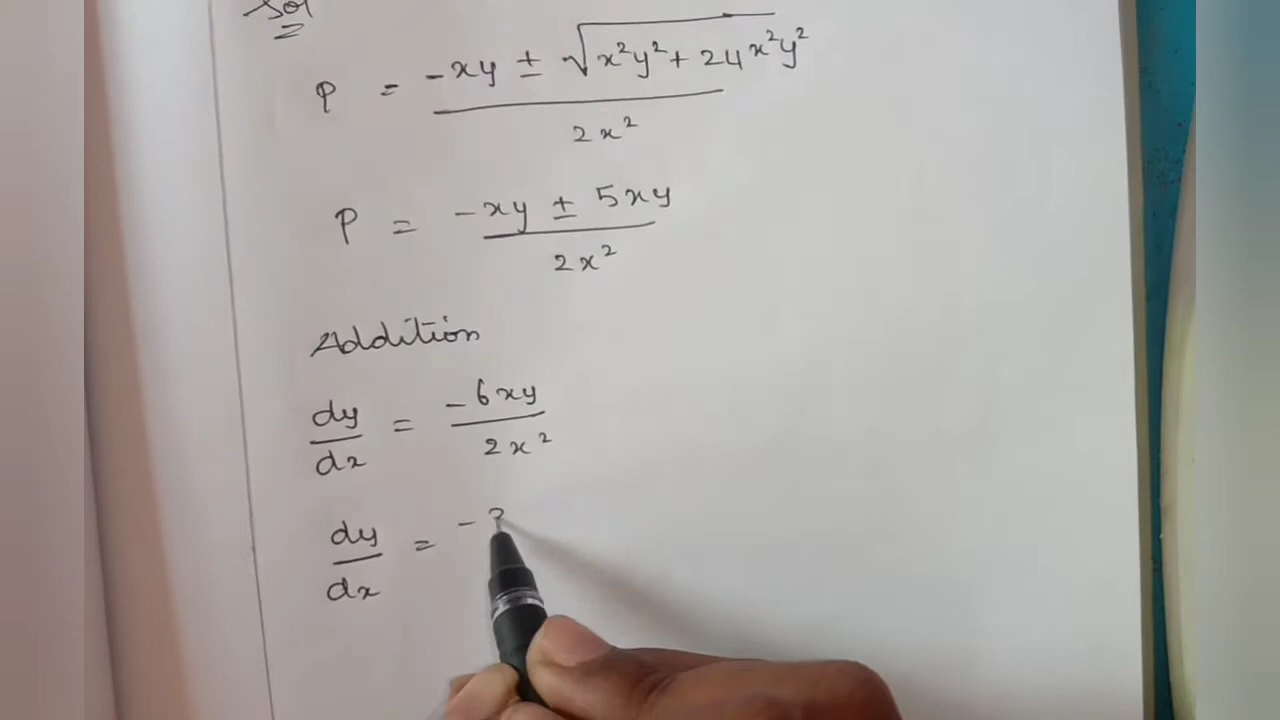 Sol
P = -xy ± √x²y² + 24x²y² / 2x²
P = -xy ± 5xy / 2x²
Addition
dy/dx = -6xy / 2x²
dy/dx = -